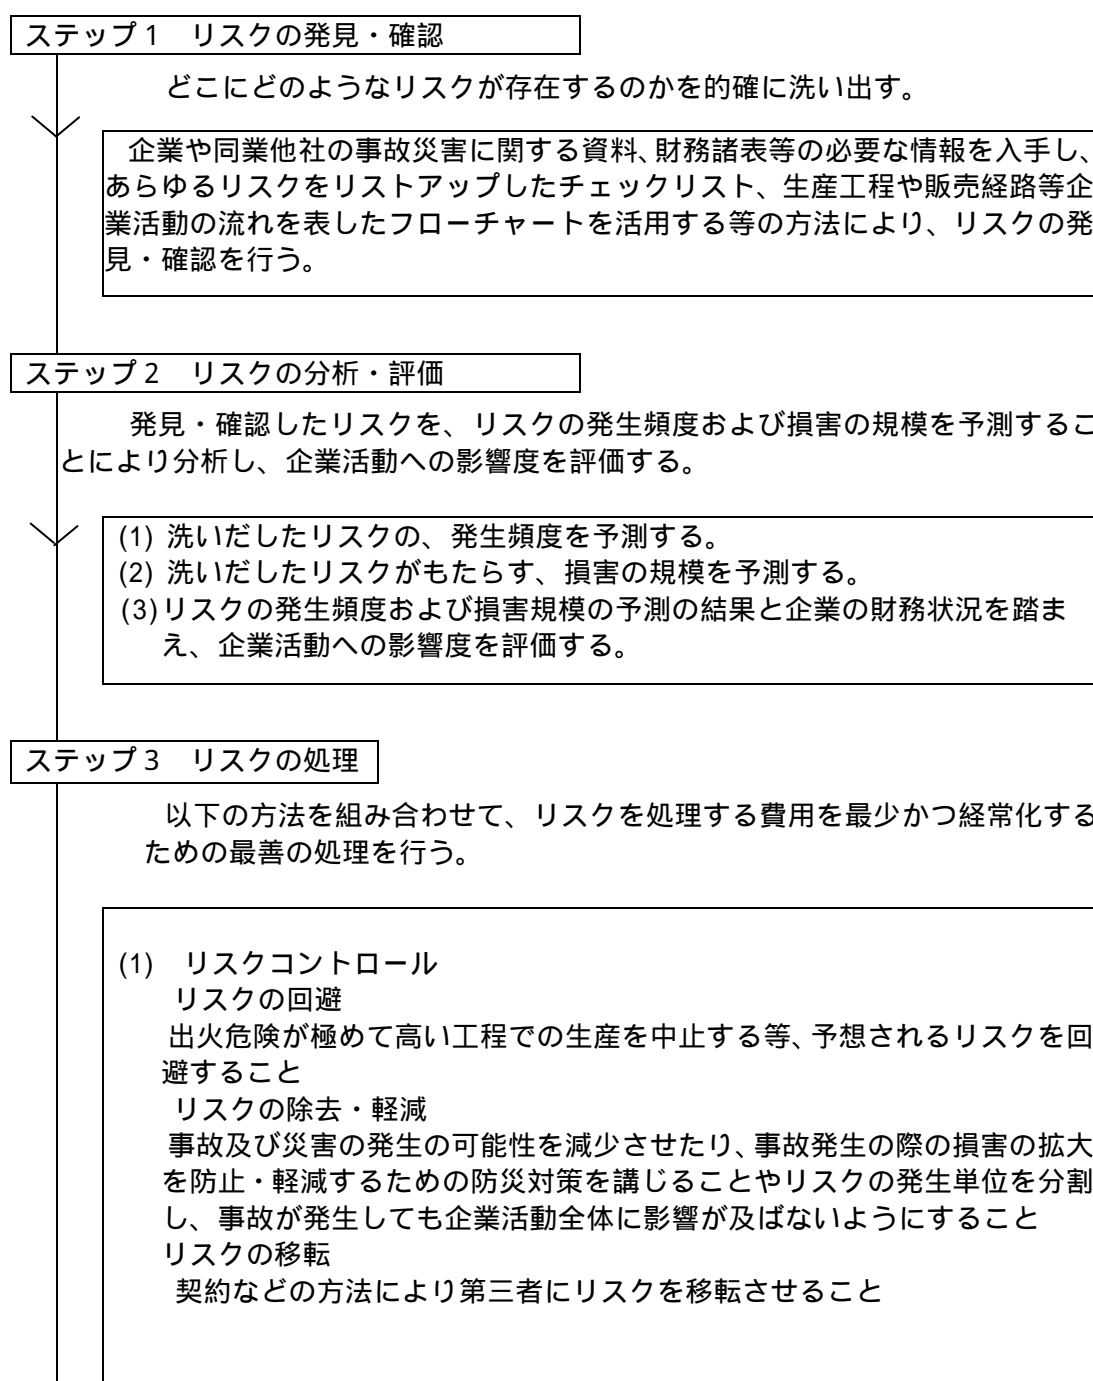 ステップ１　リスクの発見・確認
どこにどのようなリスクが存在するのかを的確に洗い出す。
企業や同業他社の事故災害に関する資料、財務諸表等の必要な情報を入手し、
あらゆるリスクをリストアップしたチェックリスト、生産工程や販売経路等企
業活動の流れを表したフローチャートを活用する等の方法により、リスクの発
見・確認を行う。
ステップ２　リスクの分析・評価
発見・確認したリスクを、リスクの発生頻度および損害の規模を予測するこ
とにより分析し、企業活動への影響度を評価する。
(1) 洗いだしたリスクの、発生頻度を予測する。
(2) 洗いだしたリスクがもたらす、損害の規模を予測する。
(3)リスクの発生頻度および損害規模の予測の結果と企業の財務状況を踏ま
え、企業活動への影響度を評価する。
ステップ３　リスクの処理
以下の方法を組み合わせて、リスクを処理する費用を最少かつ経常化する
ための最善の処理を行う。
(1)　リスクコントロール
リスクの回避
出火危険が極めて高い工程での生産を中止する等、予想されるリスクを回
避すること
リスクの除去・軽減
事故及び災害の発生の可能性を減少させたり、事故発生の際の損害の拡大
を防止・軽減するための防災対策を講じることやリスクの発生単位を分割
し、事故が発生しても企業活動全体に影響が及ばないようにすること
リスクの移転
契約などの方法により第三者にリスクを移転させること